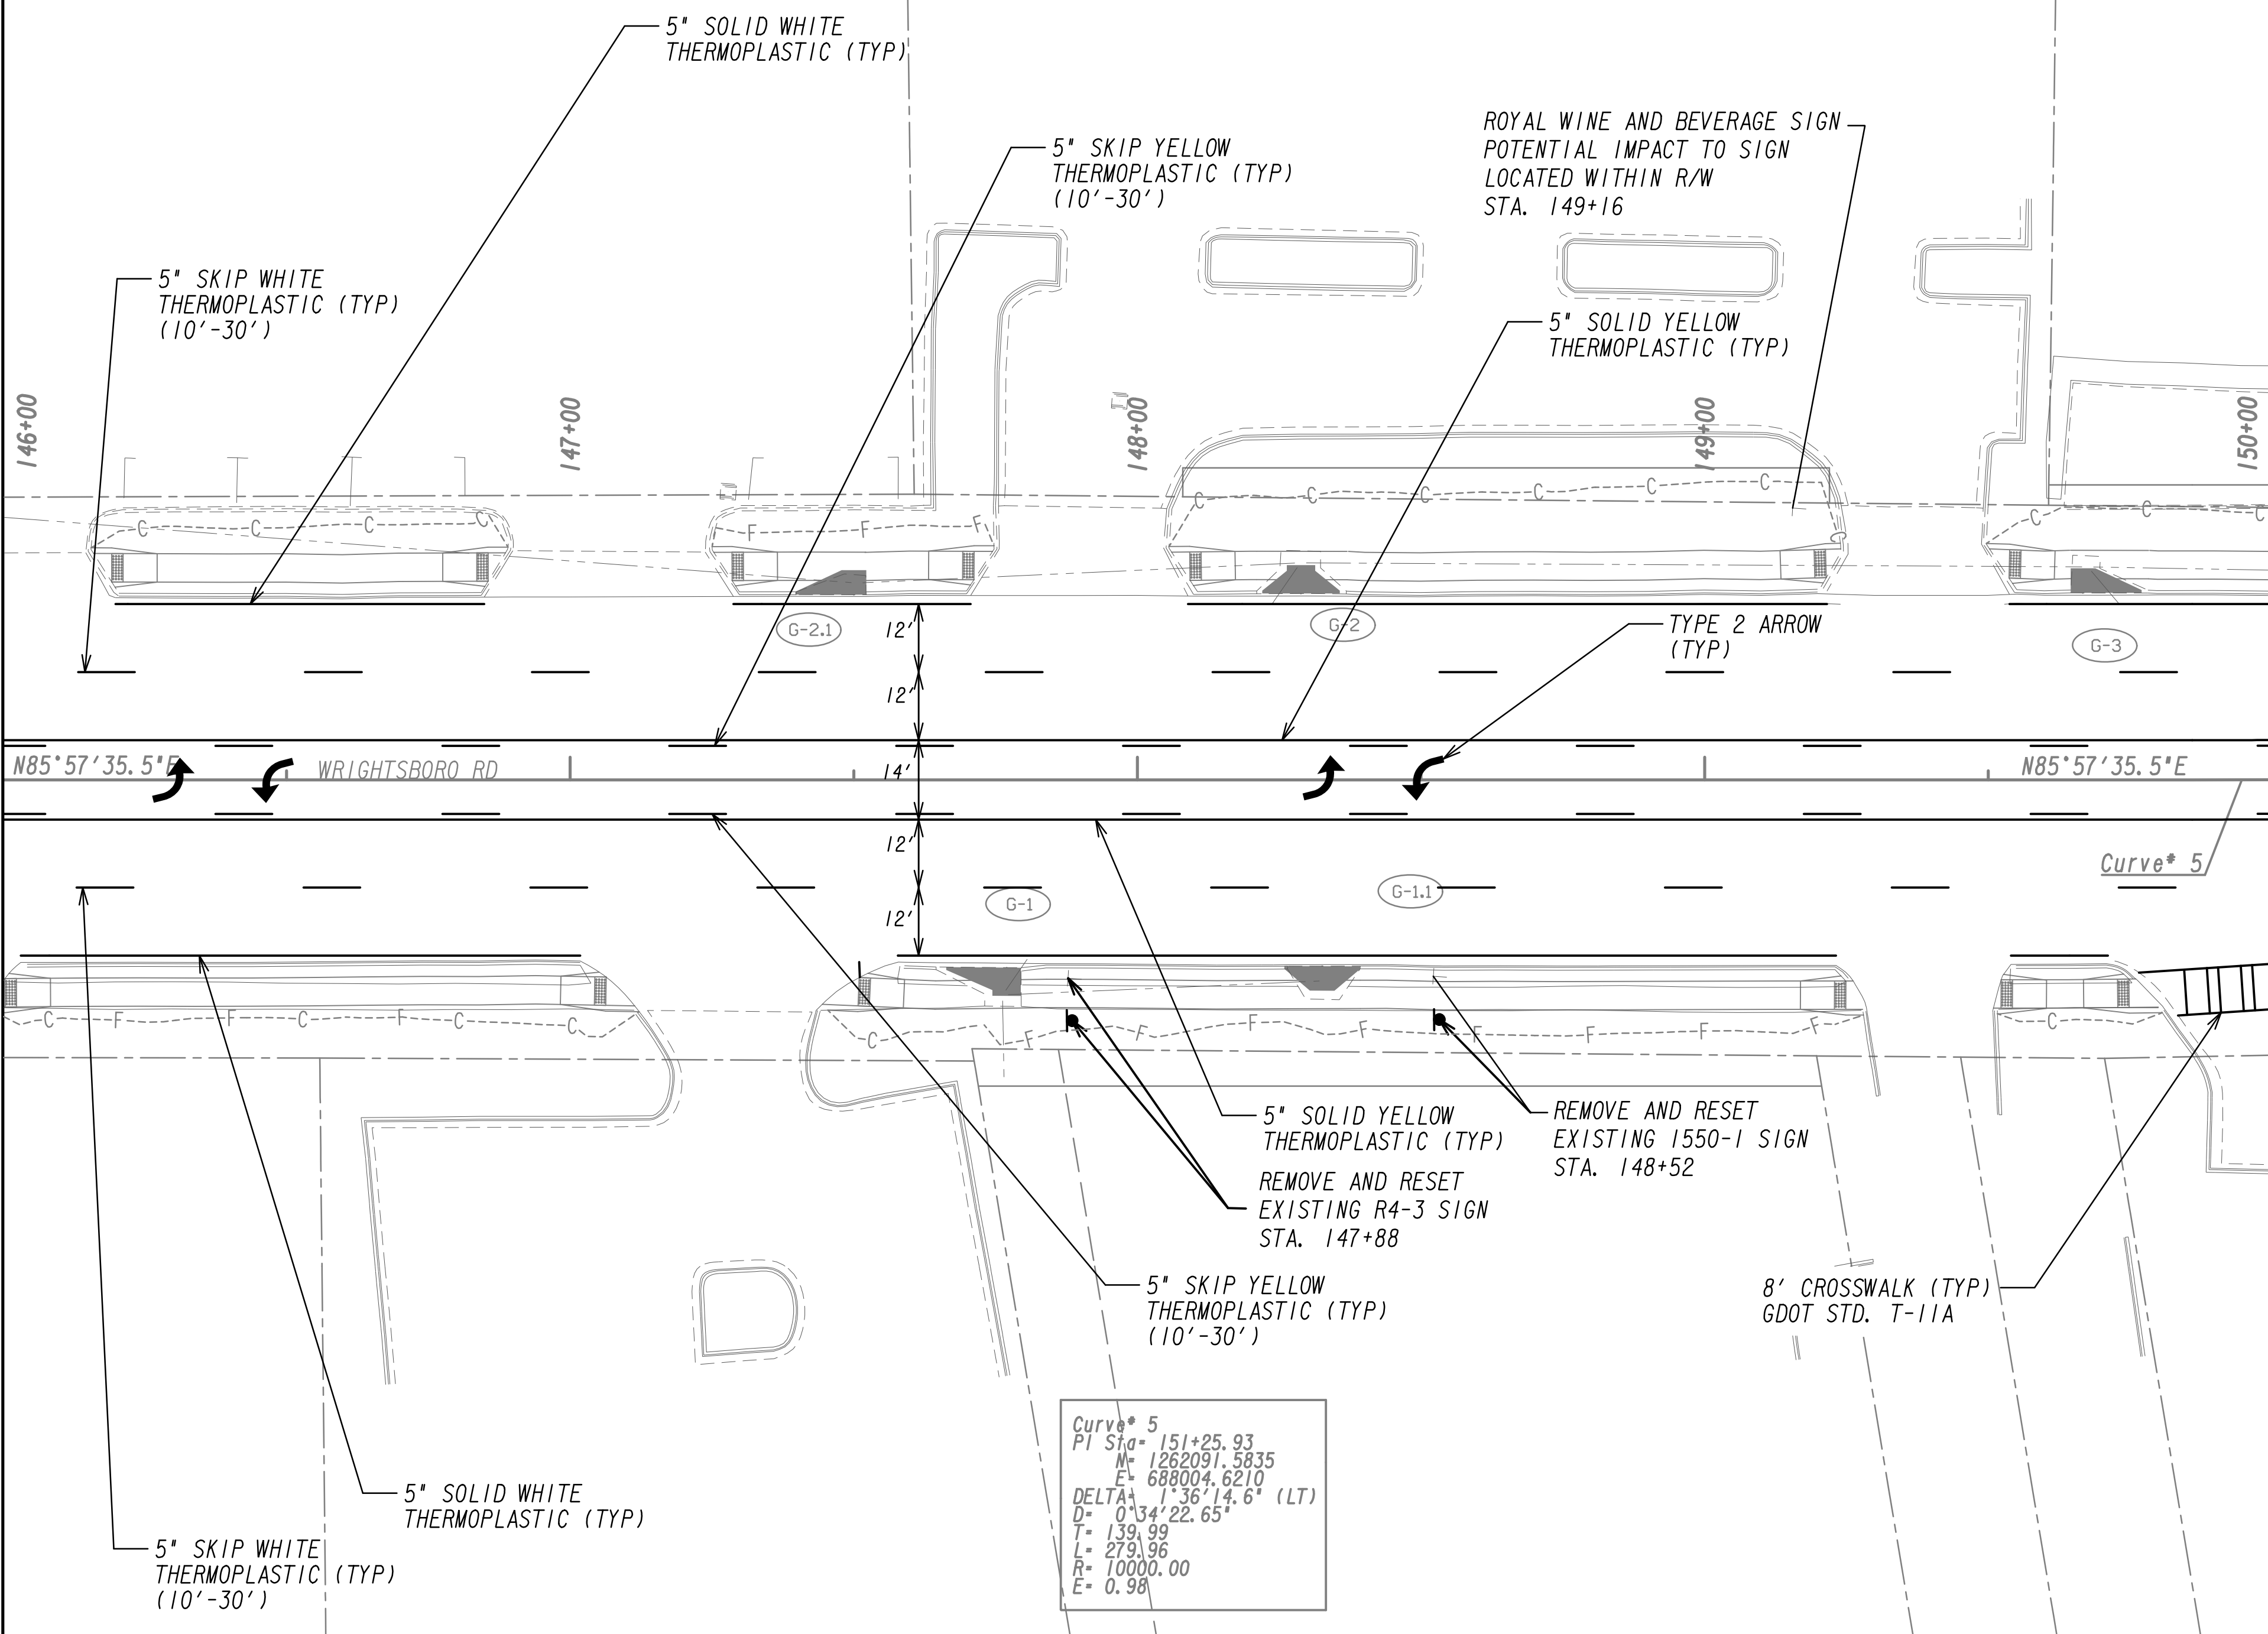 5" SOLID WHITE
THERMOPLASTIC (TYP)
5" SKIP YELLOW
THERMOPLASTIC (TYP)
(10'-30')
ROYAL WINE AND BEVERAGE SIGN
POTENTIAL IMPACT TO SIGN
LOCATED WITHIN R/W
STA. 149+16
5" SKIP WHITE
THERMOPLASTIC (TYP)
(10'-30')
5" SOLID YELLOW
THERMOPLASTIC (TYP)
146+00
147+00
148+00
149+00
150+00
C
C
C
C
F
F
F
C
C
C
C
C
C
C
C
C
C
G-2.1
G-2
G-3
12'
TYPE 2 ARROW
(TYP)
12'
N85°57'35.5"E
WRIGHTSBORO RD
14'
N85°57'35.5"E
12'
Curve# 5
G-1
G-1.1
12'
C
F
F
C
F
C
C
C
F
F
F
F
F
F
F
F
C
5" SOLID YELLOW
THERMOPLASTIC (TYP)
REMOVE AND RESET
EXISTING 1550-1 SIGN
STA. 148+52
REMOVE AND RESET
EXISTING R4-3 SIGN
STA. 147+88
5" SKIP YELLOW
THERMOPLASTIC (TYP)
(10'-30')
8' CROSSWALK (TYP)
GDOT STD. T-11A
Curve# 5
PI Sta= 151+25.93
N= 1262091.5835
E= 688004.6210
DELTA= 1°36'14.6" (LT)
D= 0°34'22.65"
T= 139.99
L= 279.96
R= 10000.00
E= 0.98
5" SOLID WHITE
THERMOPLASTIC (TYP)
5" SKIP WHITE
THERMOPLASTIC (TYP)
(10'-30')